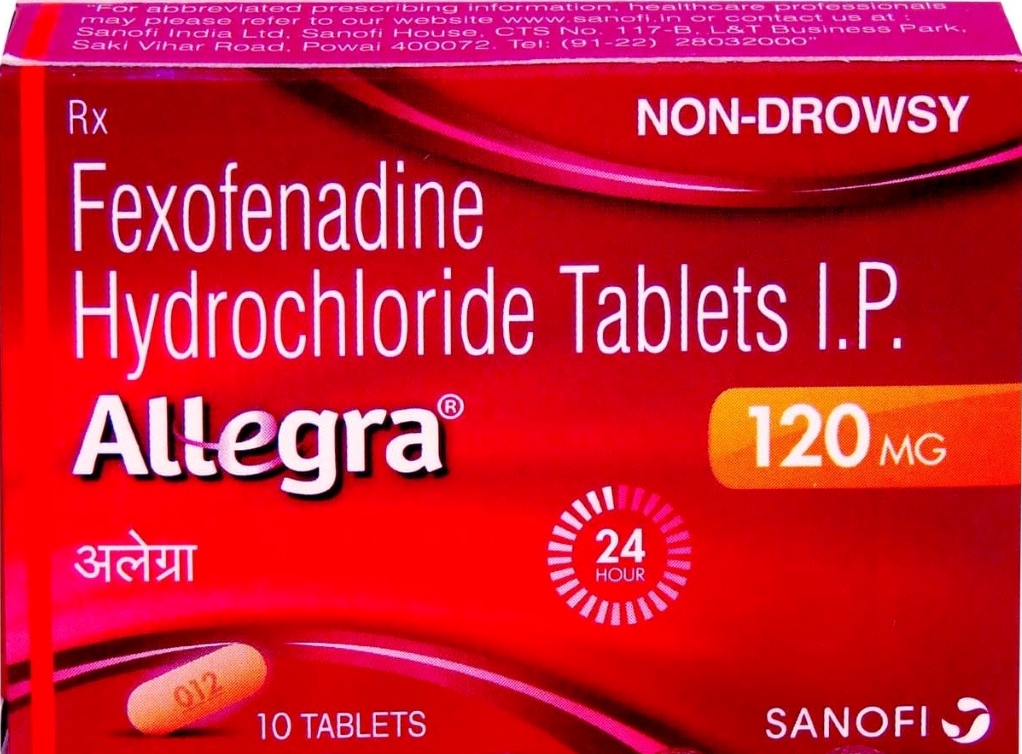 "For abbreviated prescribing information, healthcare professionals
may please refer to our website www.sanofi.in or contact us at :
Sanofi India Ltd, Sanofi House, CTS No. 117-B, L&T Business Park,
Saki Vihar Road, Powai 400072. Tel: (91-22) 28032000"
Rx
NON-DROWSY
Fexofenadine
Hydrochloride Tablets I.P.
Allegra®
120 MG
अलेग्रा
24
HOUR
012
10 TABLETS
SANOFI